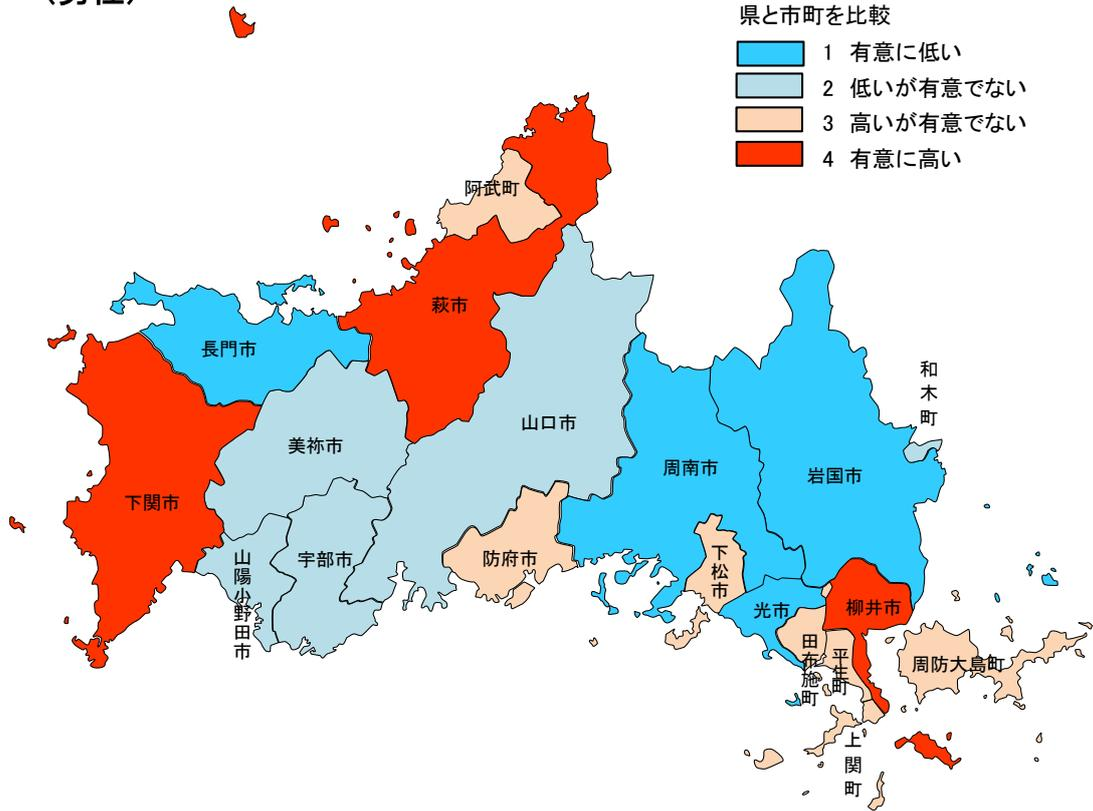 県と市町を比較
1 有意に低い
2 低いが有意でない
3 高いが有意でない
4 有意に高い
阿武町
萩市
長門市
和木町
山口市
美祢市
周南市
岩国市
下関市
防府市
宇部市
下松市
山陽小野田市
光市
柳井市
田布施町
平生町
周防大島町
上関町